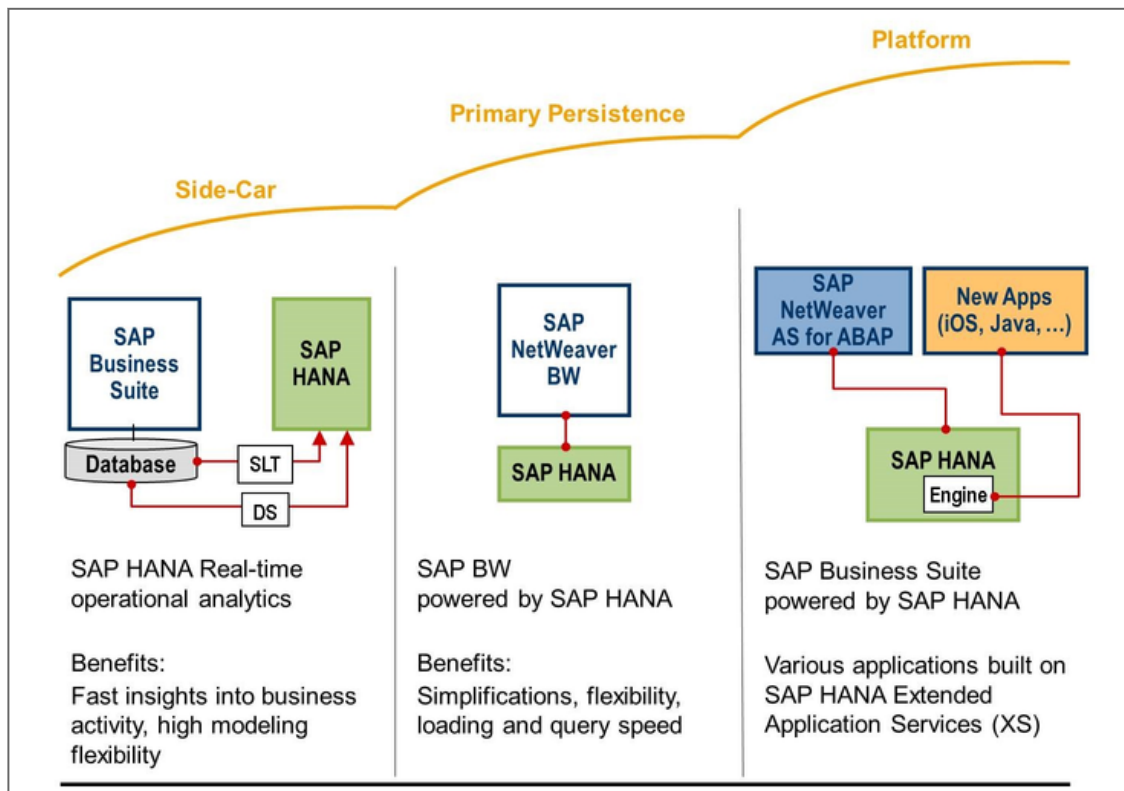 Platform
Primary Persistence
Side-Car
SAP
Business
Suite
SAP
HANA
Database
SLT
DS
SAP HANA Real-time
operational analytics
Benefits:
Fast insights into business
activity, high modeling
flexibility
SAP
NetWeaver
BW
SAP HANA
SAP BW
powered by SAP HANA
Benefits:
Simplifications, flexibility,
loading and query speed
SAP
NetWeaver
AS for ABAP
New Apps
(iOS, Java, ...)
SAP HANA
Engine
SAP Business Suite
powered by SAP HANA
Various applications built on
SAP HANA Extended
Application Services (XS)